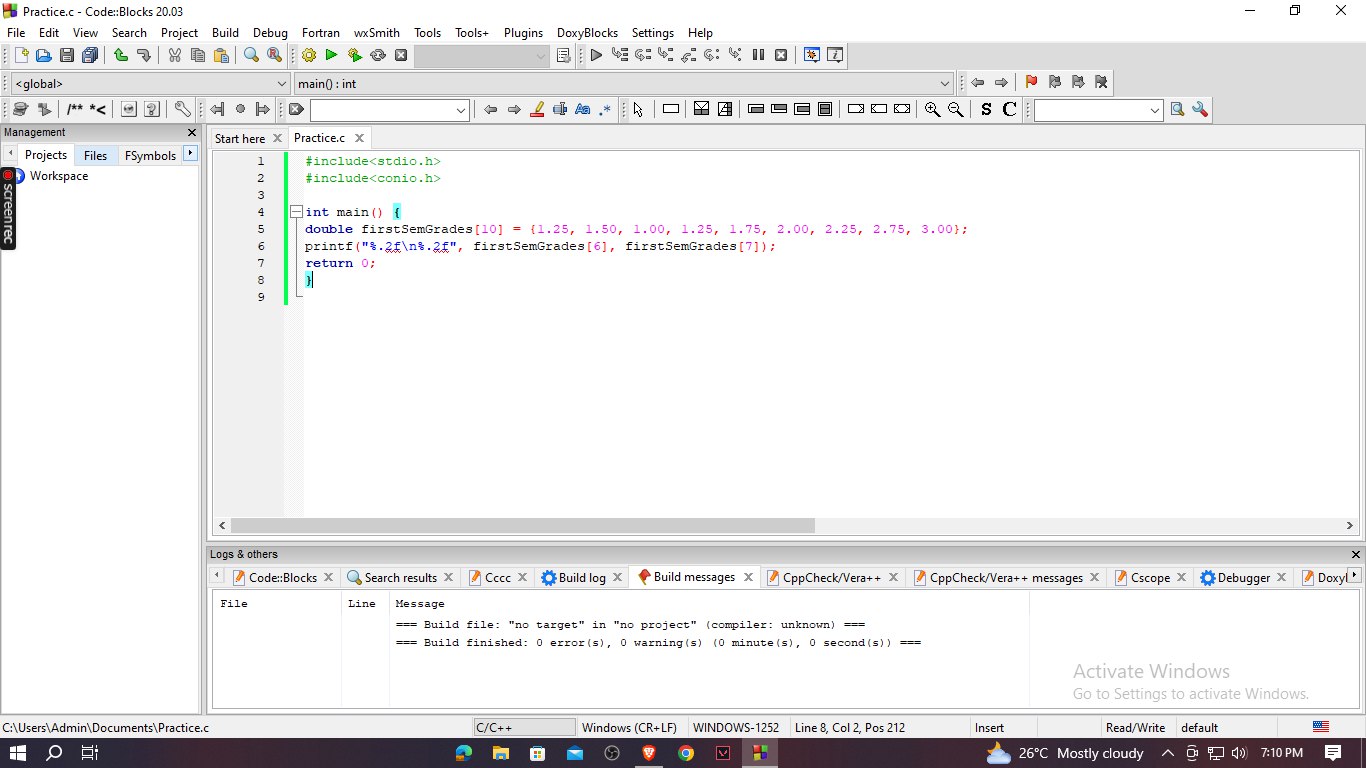 Practice.c - Code::Blocks 20.03
File Edit View Search Project Build Debug Fortran wxSmith Tools Tools+ Plugins DoxyBlocks Settings Help
<global> main() : int
/** *< Aa .* S C
Management
Start here Practice.c
Projects Files FSymbols
Workspace
screenrec
1 #include<stdio.h>
2 #include<conio.h>
3
4 int main() {
5 double firstSemGrades[10] = {1.25, 1.50, 1.00, 1.25, 1.75, 2.00, 2.25, 2.75, 3.00};
6 printf("%.2f\n%.2f", firstSemGrades[6], firstSemGrades[7]);
7 return 0;
8 }
9
Logs & others
Code::Blocks Search results Cccc Build log Build messages CppCheck/Vera++ CppCheck/Vera++ messages Cscope Debugger Doxyl
File Line Message
=== Build file: "no target" in "no project" (compiler: unknown) ===
=== Build finished: 0 error(s), 0 warning(s) (0 minute(s), 0 second(s)) ===
Activate Windows
Go to Settings to activate Windows.
C:\Users\Admin\Documents\Practice.c C/C++ Windows (CR+LF) WINDOWS-1252 Line 8, Col 2, Pos 212 Insert Read/Write default
26°C Mostly cloudy 7:10 PM